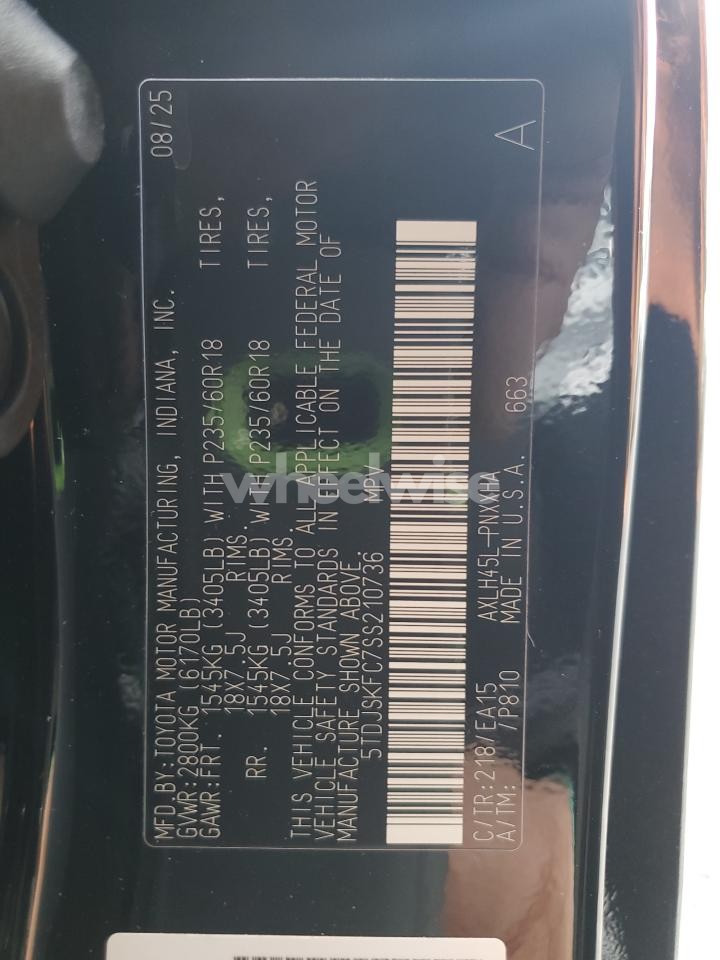 MFD.BY:TOYOTA MOTOR MANUFACTURING, INDIANA, INC. 08/25
GVWR:2800KG (6170LB)
GAWR:FRT. 1545KG (3405LB) WITH P235/60R18 TIRES,
18X7.5J RIMS.
RR. 1545KG (3405LB) WITH P235/60R18 TIRES,
18X7.5J RIMS.
THIS VEHICLE CONFORMS TO ALL APPLICABLE FEDERAL MOTOR
VEHICLE SAFETY STANDARDS IN EFFECT ON THE DATE OF
MANUFACTURE SHOWN ABOVE.
5TDJSKFC7SS210736 MPV
C/TR:218/EA15 AXLH45L-PNXXHA
A/TM: /P810 MADE IN U.S.A. 663 A
wheelwise